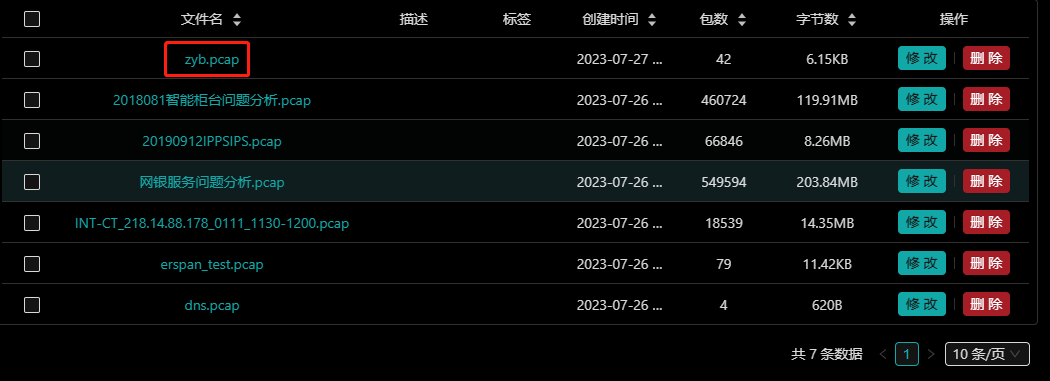 文件名 描述 标签 创建时间 包数 字节数 操作
zyb.pcap 2023-07-27 ... 42 6.15KB 修 改 删 除
2018081智能柜台问题分析.pcap 2023-07-26 ... 460724 119.91MB 修 改 删 除
20190912IPPSIPS.pcap 2023-07-26 ... 66846 8.26MB 修 改 删 除
网银服务问题分析.pcap 2023-07-26 ... 549594 203.84MB 修 改 删 除
INT-CT_218.14.88.178_0111_1130-1200.pcap 2023-07-26 ... 18539 14.35MB 修 改 删 除
erspan_test.pcap 2023-07-26 ... 79 11.42KB 修 改 删 除
dns.pcap 2023-07-26 ... 4 620B 修 改 删 除
共 7 条数据 < 1 > 10 条/页